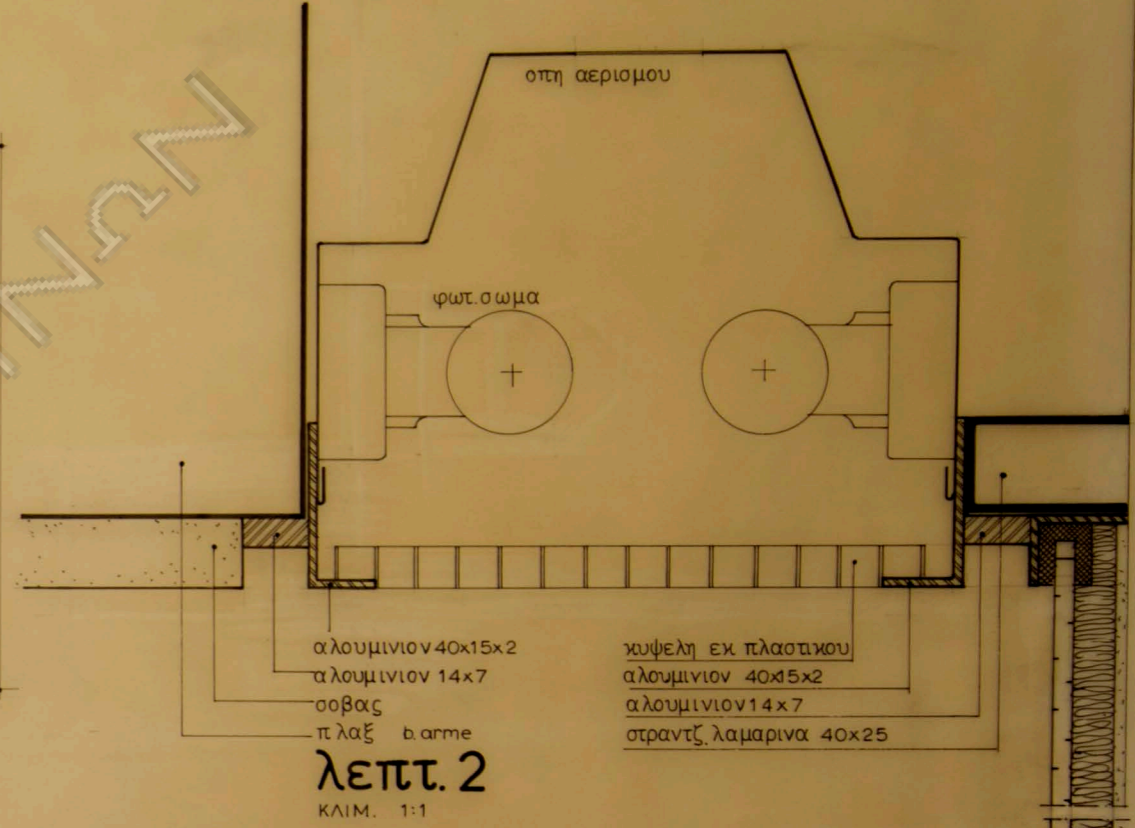 οπη αερισμου
φωτ.σωμα
αλουμινιον 40x15x2
αλουμινιον 14x7
σοβας
πλαξ b. arme
κυψελη εκ πλαστικου
αλουμινιον 40x15x2
αλουμινιον 14x7
στραντζ. λαμαρινα 40x25
λεπτ. 2
ΚΛΙΜ. 1:1
ΝΩΝ